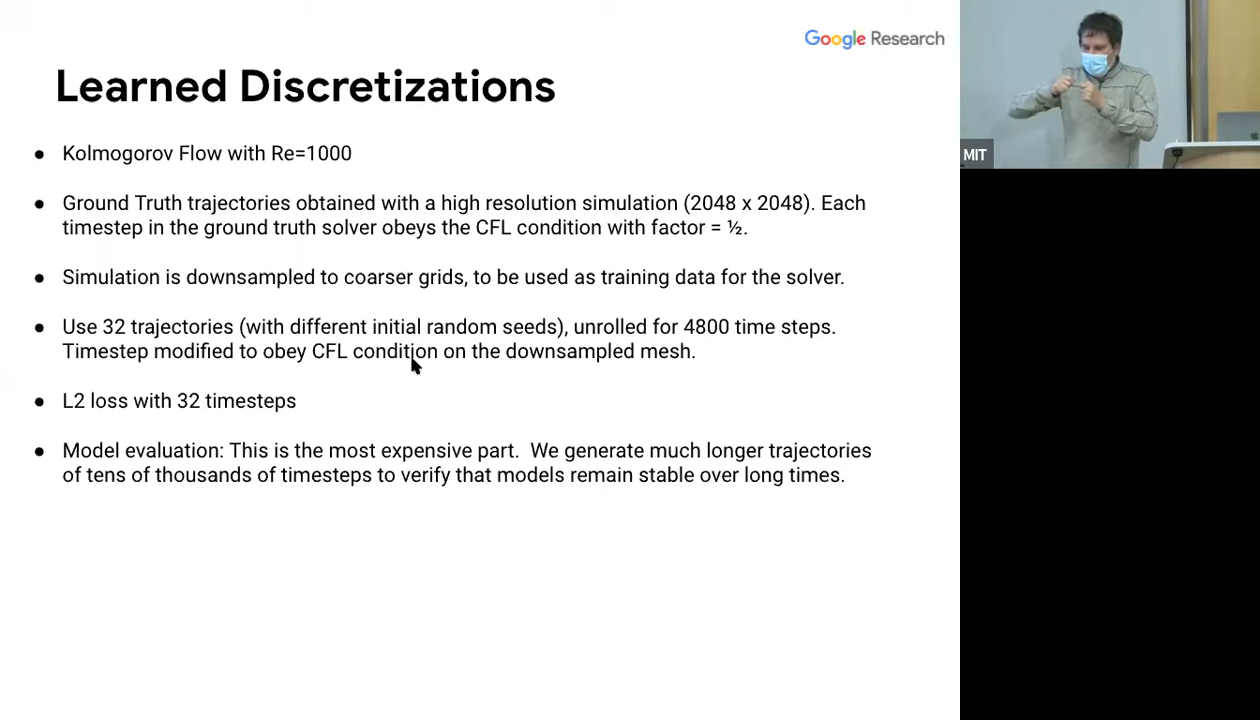 Google Research
Learned Discretizations
● Kolmogorov Flow with Re=1000
● Ground Truth trajectories obtained with a high resolution simulation (2048 x 2048). Each
timestep in the ground truth solver obeys the CFL condition with factor = ½.
● Simulation is downsampled to coarser grids, to be used as training data for the solver.
● Use 32 trajectories (with different initial random seeds), unrolled for 4800 time steps.
Timestep modified to obey CFL condition on the downsampled mesh.
● L2 loss with 32 timesteps
● Model evaluation: This is the most expensive part.  We generate much longer trajectories
of tens of thousands of timesteps to verify that models remain stable over long times.
MIT